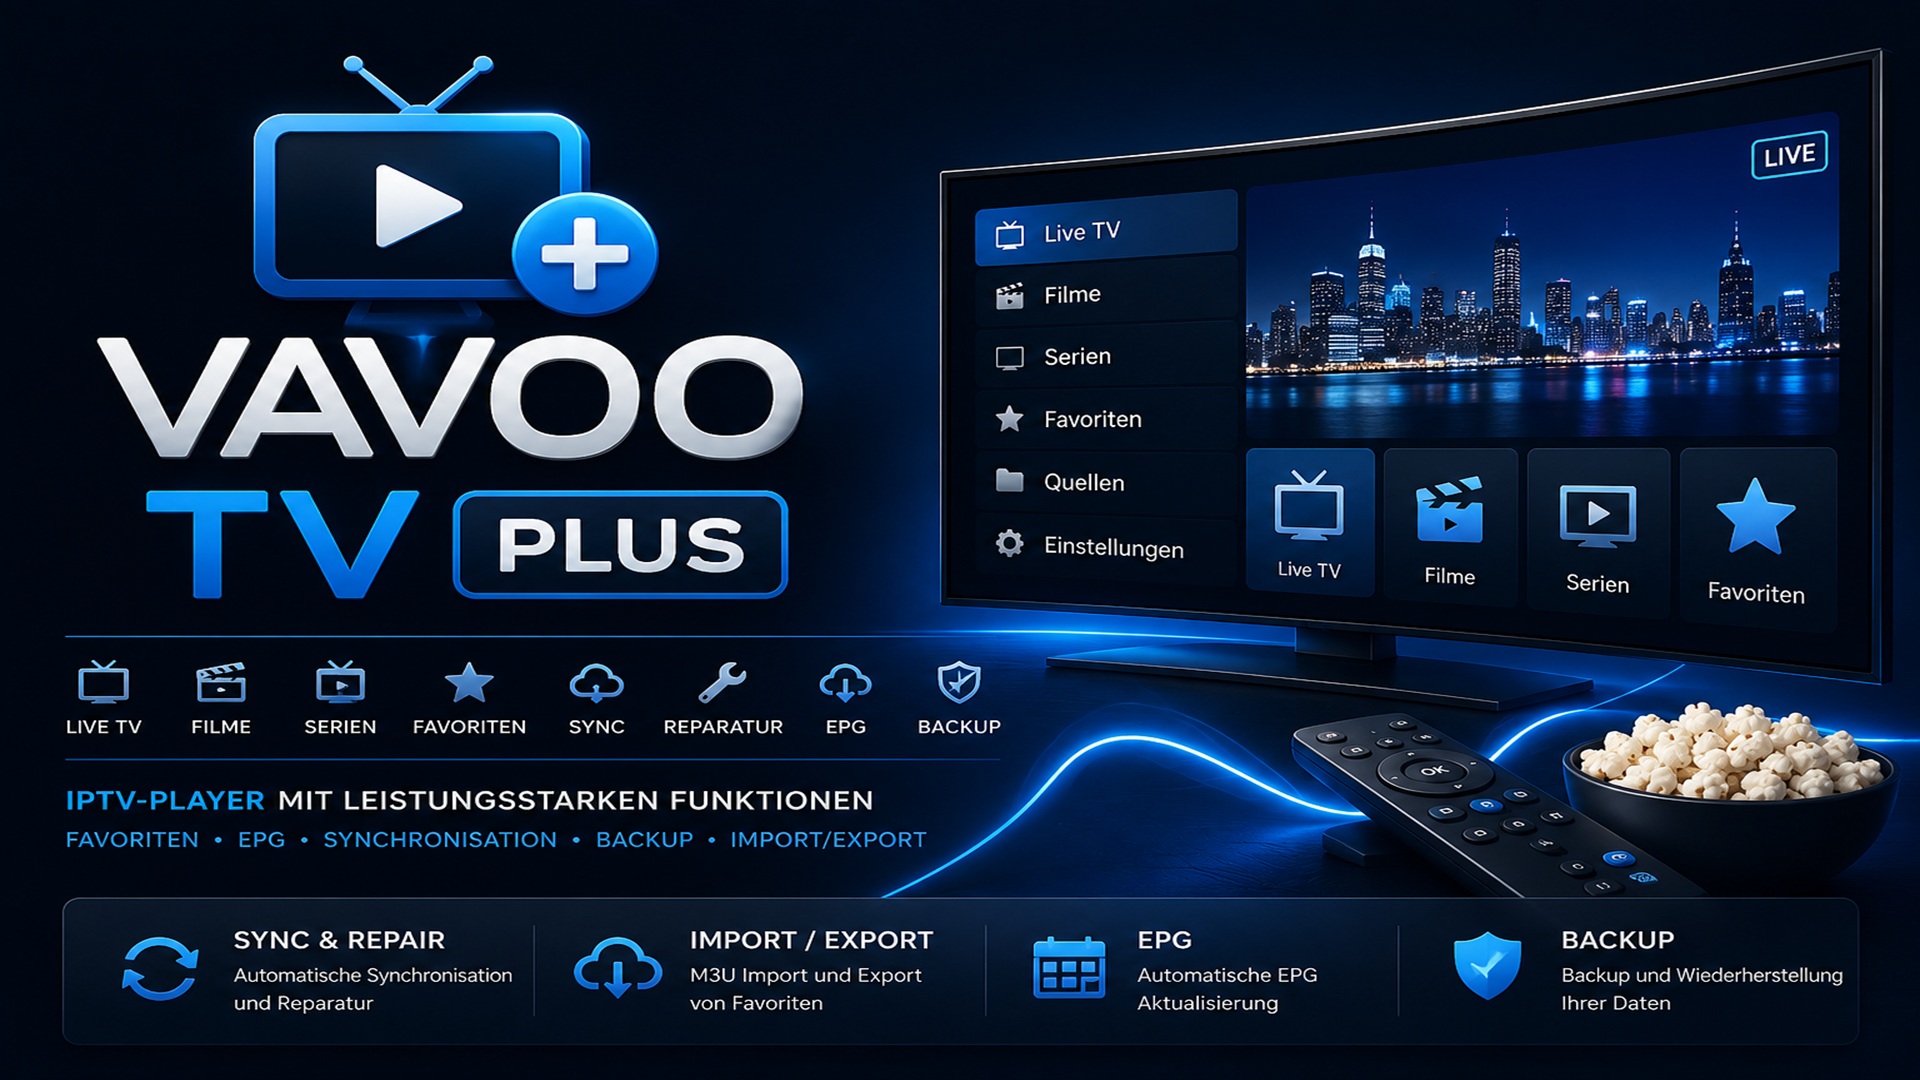 VAVOO
TV PLUS
LIVE TV FILME SERIEN FAVORITEN SYNC REPARATUR EPG BACKUP
IPTV-PLAYER MIT LEISTUNGSSTARKEN FUNKTIONEN
FAVORITEN • EPG • SYNCHRONISATION • BACKUP • IMPORT/EXPORT
LIVE
Live TV
Filme
Serien
Favoriten
Quellen
Einstellungen
Live TV Filme Serien Favoriten
OK
SYNC & REPAIR
Automatische Synchronisation
und Reparatur
IMPORT / EXPORT
M3U Import und Export
von Favoriten
EPG
Automatische EPG
Aktualisierung
BACKUP
Backup und Wiederherstellung
Ihrer Daten